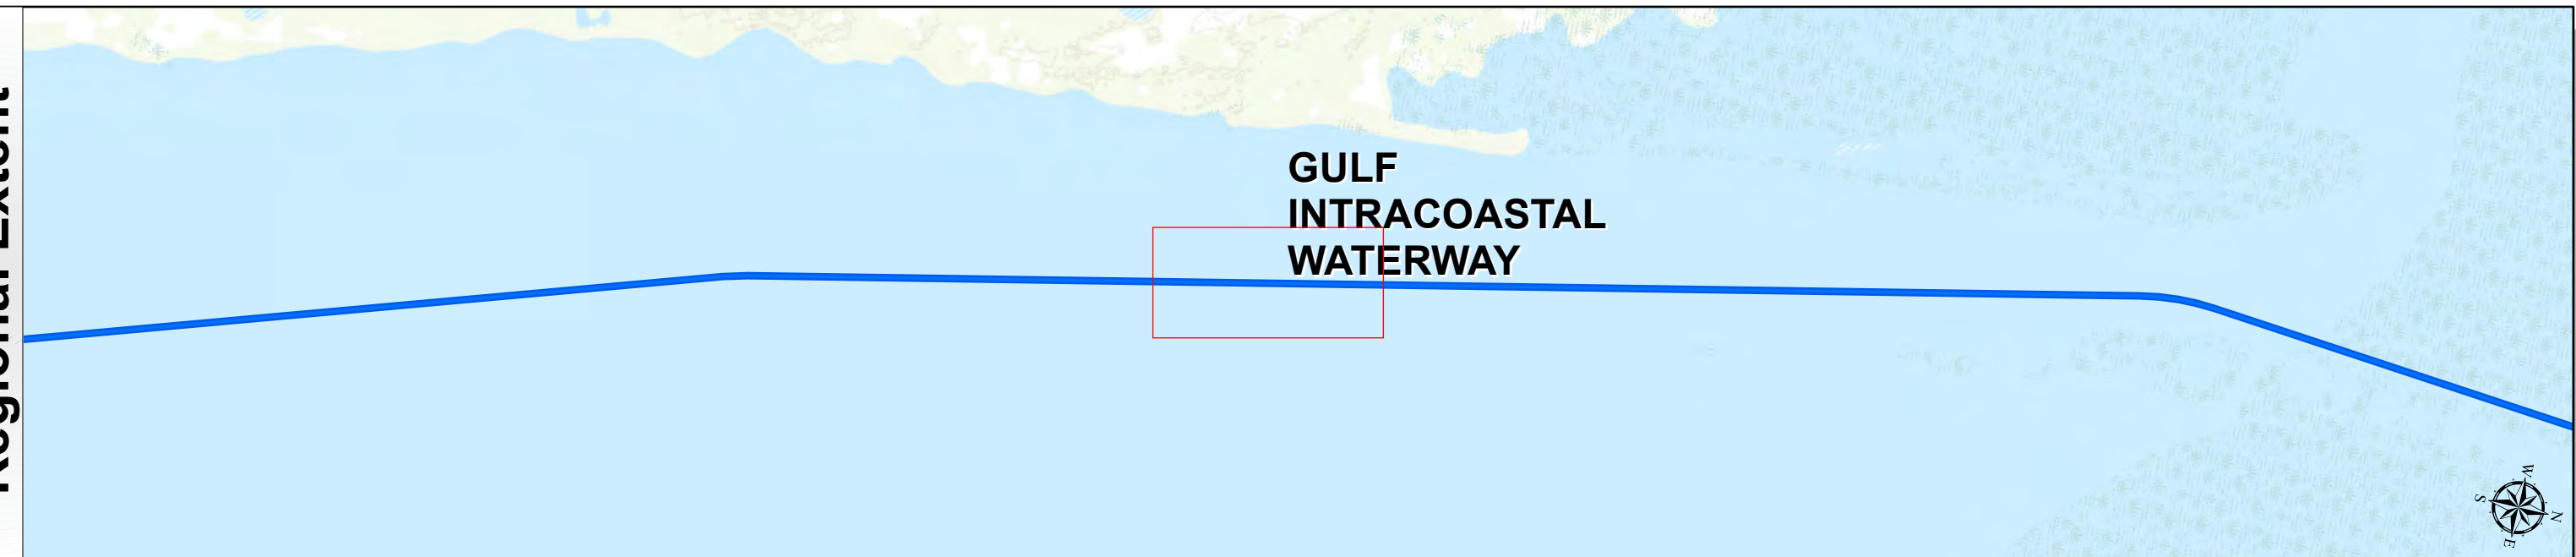 Regional Extent
GULF
INTRACOASTAL
WATERWAY
W
S
N
E